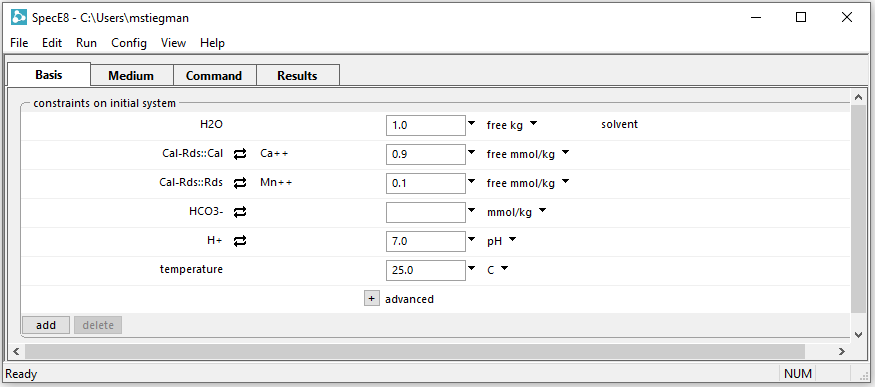 SpecE8 - C:\Users\mstiegman
File Edit Run Config View Help
Basis Medium Command Results
constraints on initial system
H2O 1.0 free kg solvent
Cal-Rds::Cal Ca++ 0.9 free mmol/kg
Cal-Rds::Rds Mn++ 0.1 free mmol/kg
HCO3- mmol/kg
H+ 7.0 pH
temperature 25.0 C
+ advanced
add delete
Ready NUM